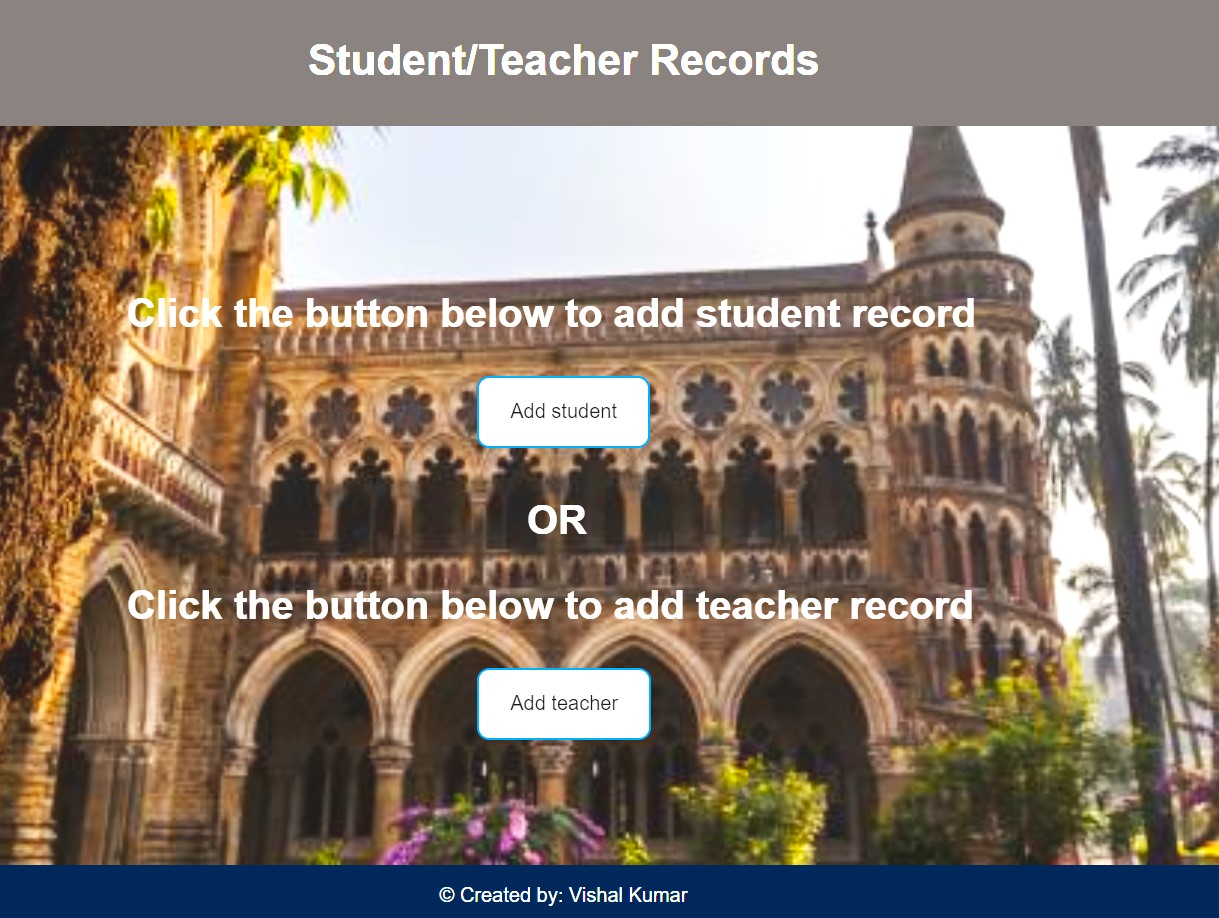 Student/Teacher Records
Click the button below to add student record
Add student
OR
Click the button below to add teacher record
Add teacher
© Created by: Vishal Kumar